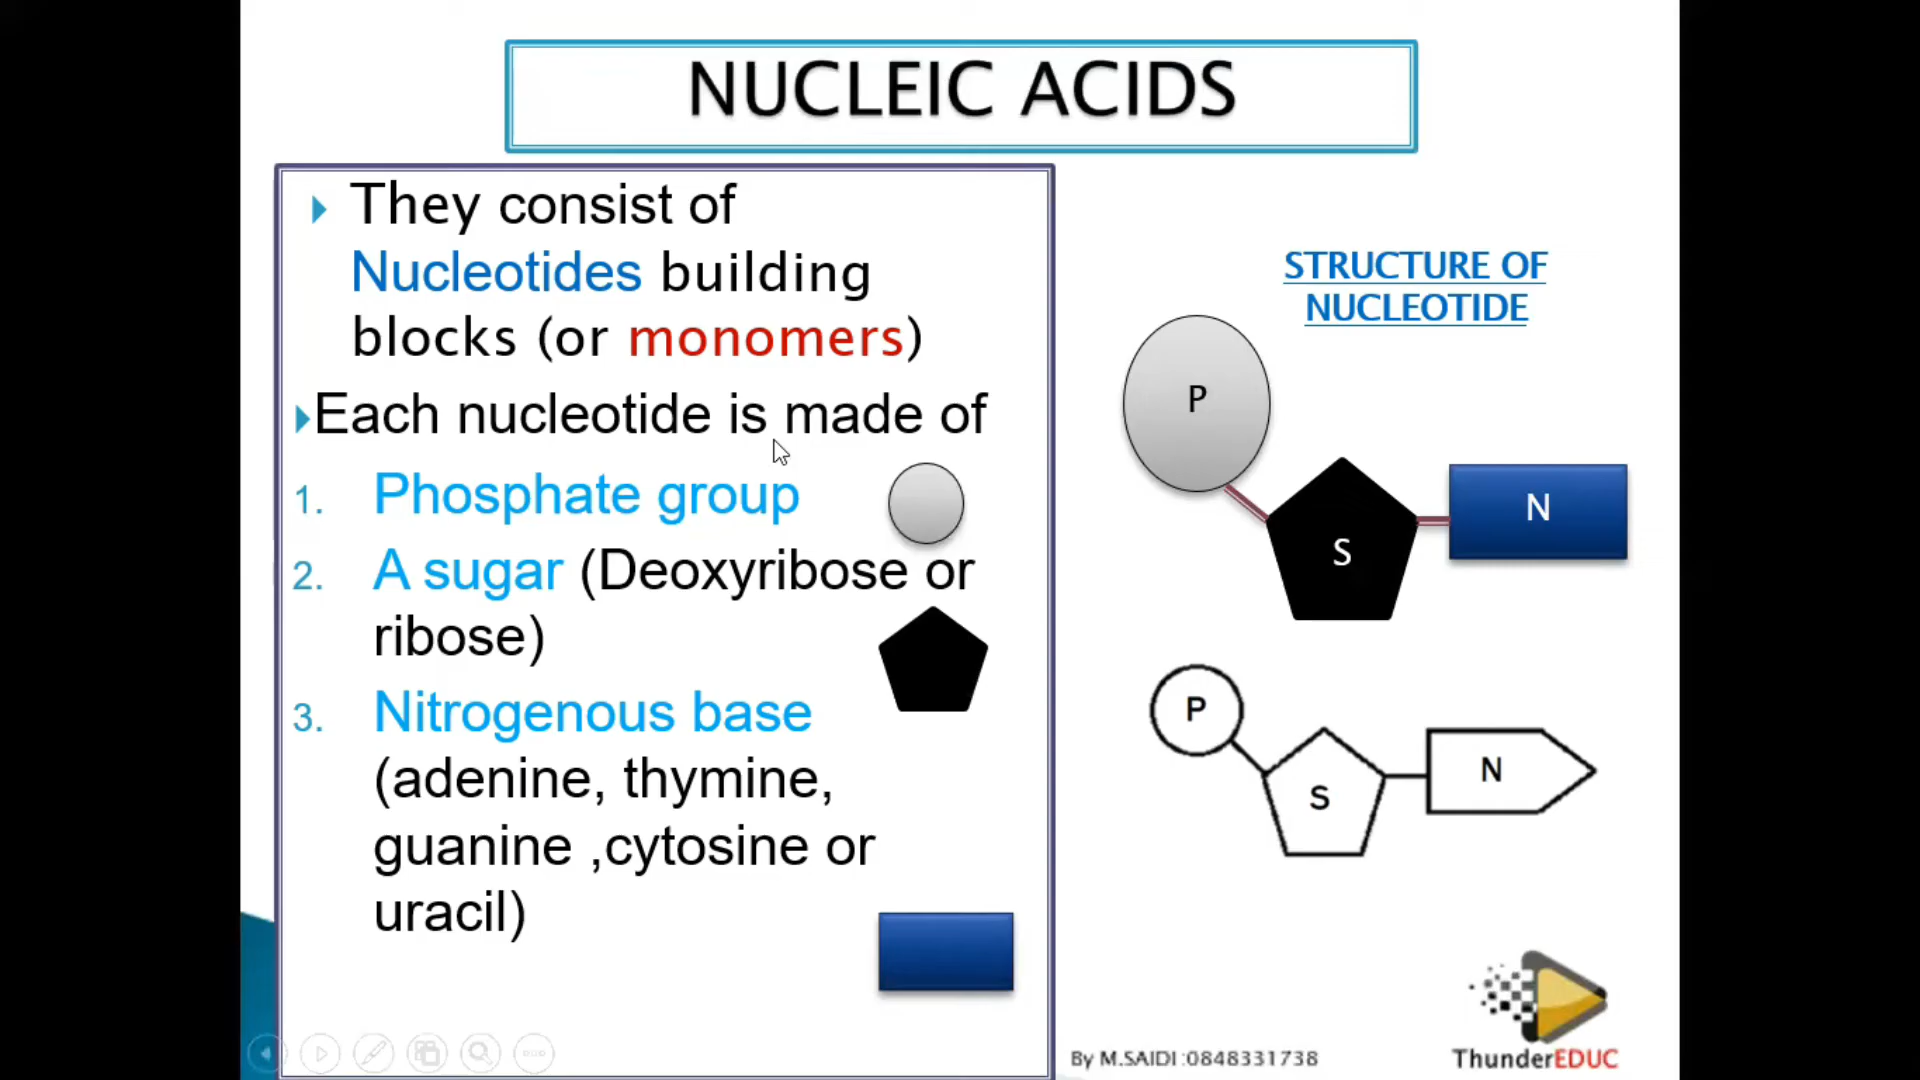 NUCLEIC ACIDS
They consist of
Nucleotides building
blocks (or monomers)
Each nucleotide is made of
1. Phosphate group
2. A sugar (Deoxyribose or
ribose)
3. Nitrogenous base
(adenine, thymine,
guanine ,cytosine or
uracil)
STRUCTURE OF
NUCLEOTIDE
P
S
N
P
S
N
By M.SAIDI :0848331738
ThunderEDUC